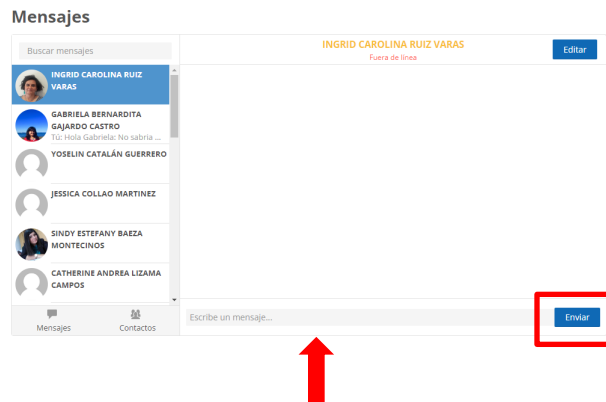 Mensajes
Buscar mensajes
INGRID CAROLINA RUIZ VARAS
Fuera de línea
Editar
INGRID CAROLINA RUIZ
VARAS
GABRIELA BERNARDITA
GAJARDO CASTRO
Tú: Hola Gabriela: No sabria ...
YOSELIN CATALÁN GUERRERO
JESSICA COLLAO MARTINEZ
SINDY ESTEFANY BAEZA
MONTECINOS
CATHERINE ANDREA LIZAMA
CAMPOS
Mensajes
Contactos
Escribe un mensaje...
Enviar